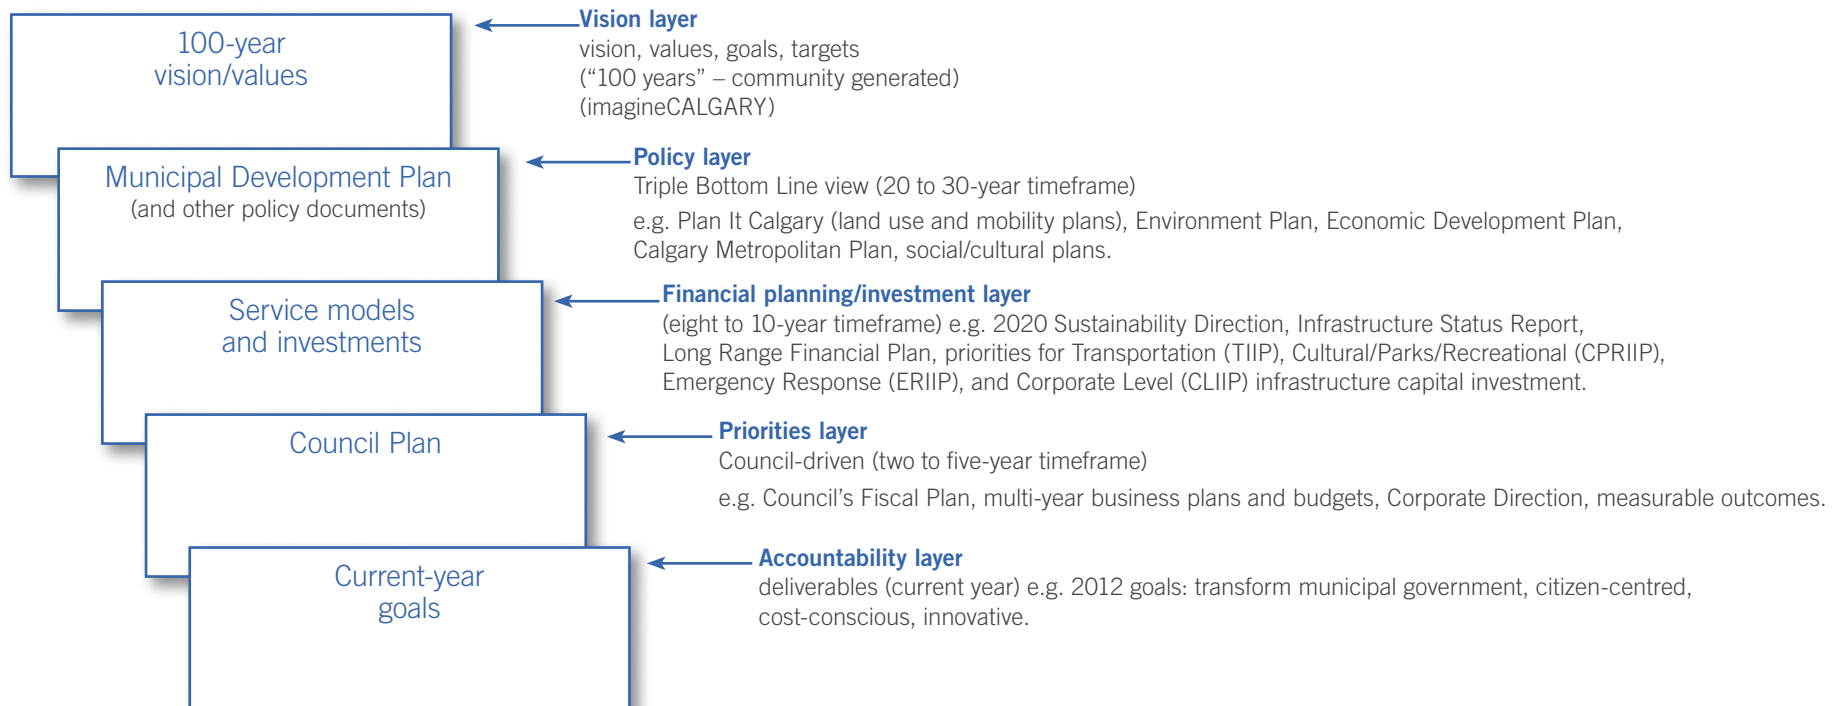 100-year
vision/values
Vision layer
vision, values, goals, targets
(“100 years” – community generated)
(imagineCALGARY)
Municipal Development Plan
(and other policy documents)
Policy layer
Triple Bottom Line view (20 to 30-year timeframe)
e.g. Plan It Calgary (land use and mobility plans), Environment Plan, Economic Development Plan,
Calgary Metropolitan Plan, social/cultural plans.
Service models
and investments
Financial planning/investment layer
(eight to 10-year timeframe) e.g. 2020 Sustainability Direction, Infrastructure Status Report,
Long Range Financial Plan, priorities for Transportation (TIIP), Cultural/Parks/Recreational (CPRIIP),
Emergency Response (ERIIP), and Corporate Level (CLIIP) infrastructure capital investment.
Council Plan
Priorities layer
Council-driven (two to five-year timeframe)
e.g. Council’s Fiscal Plan, multi-year business plans and budgets, Corporate Direction, measurable outcomes.
Current-year
goals
Accountability layer
deliverables (current year) e.g. 2012 goals: transform municipal government, citizen-centred,
cost-conscious, innovative.